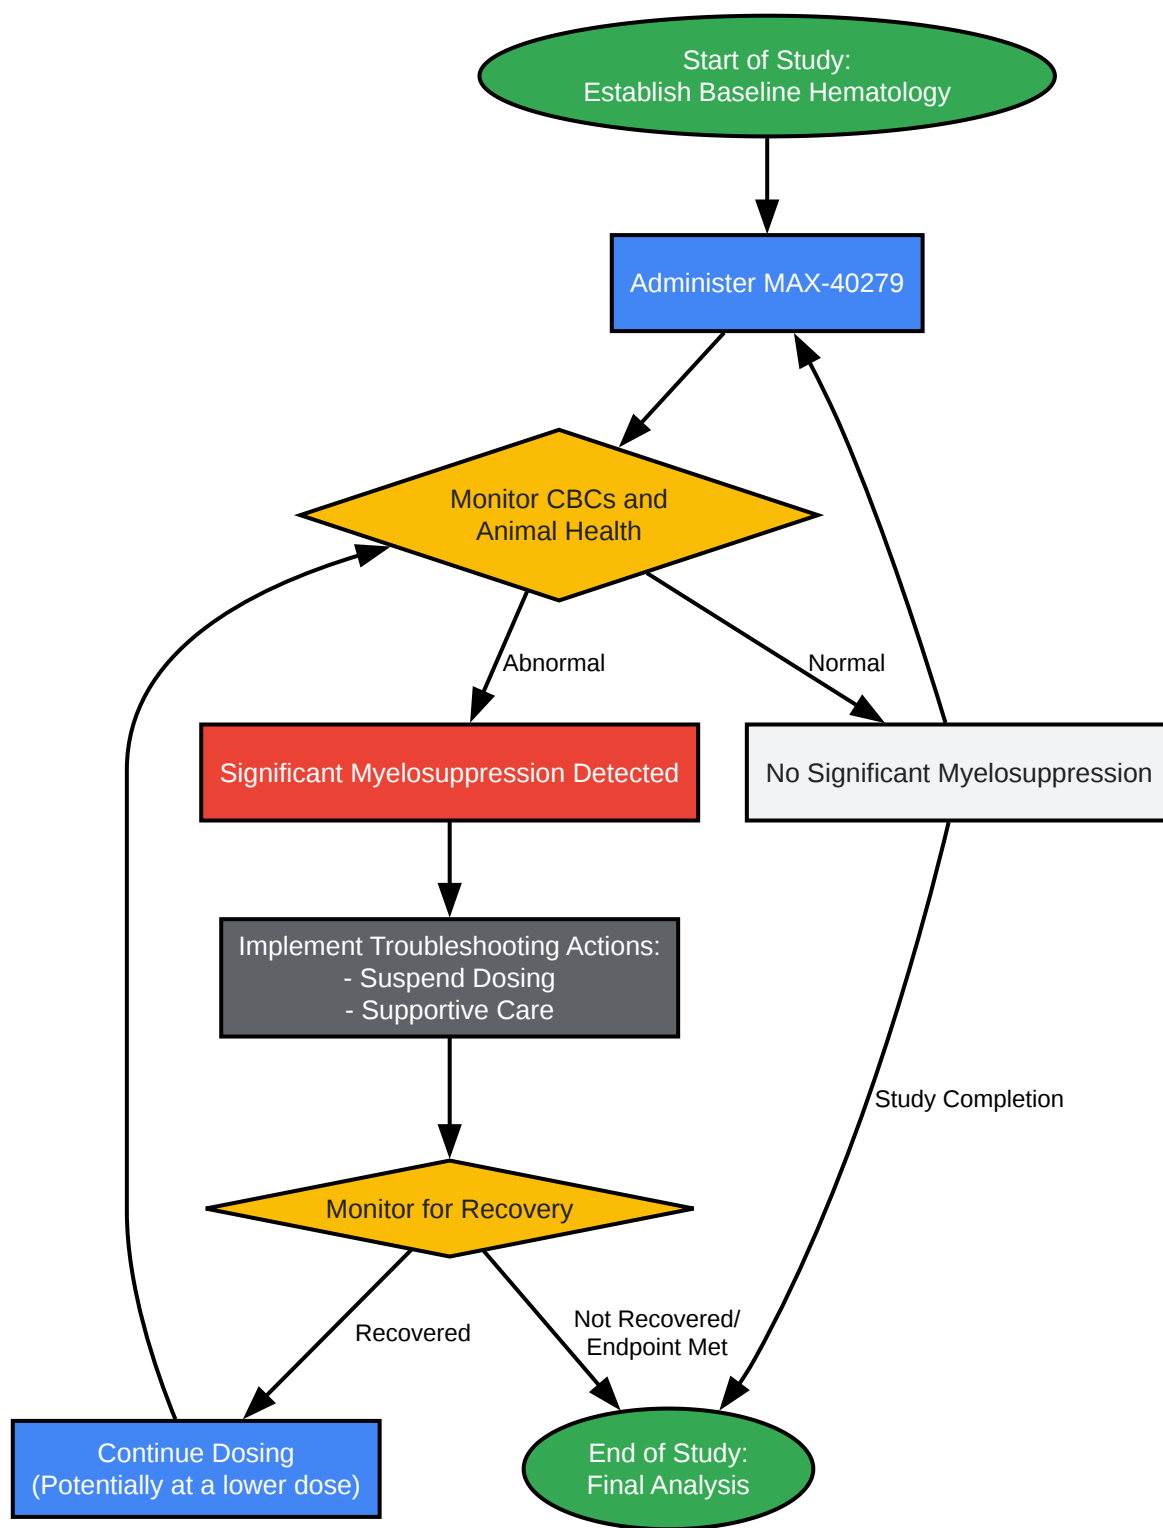 Start of Study:
Establish Baseline Hematology
Administer MAX-40279
Monitor CBCs and
Animal Health
Abnormal
Normal
Significant Myelosuppression Detected
No Significant Myelosuppression
Implement Troubleshooting Actions:
- Suspend Dosing
- Supportive Care
Study Completion
Monitor for Recovery
Recovered
Not Recovered/
Endpoint Met
Continue Dosing
(Potentially at a lower dose)
End of Study:
Final Analysis